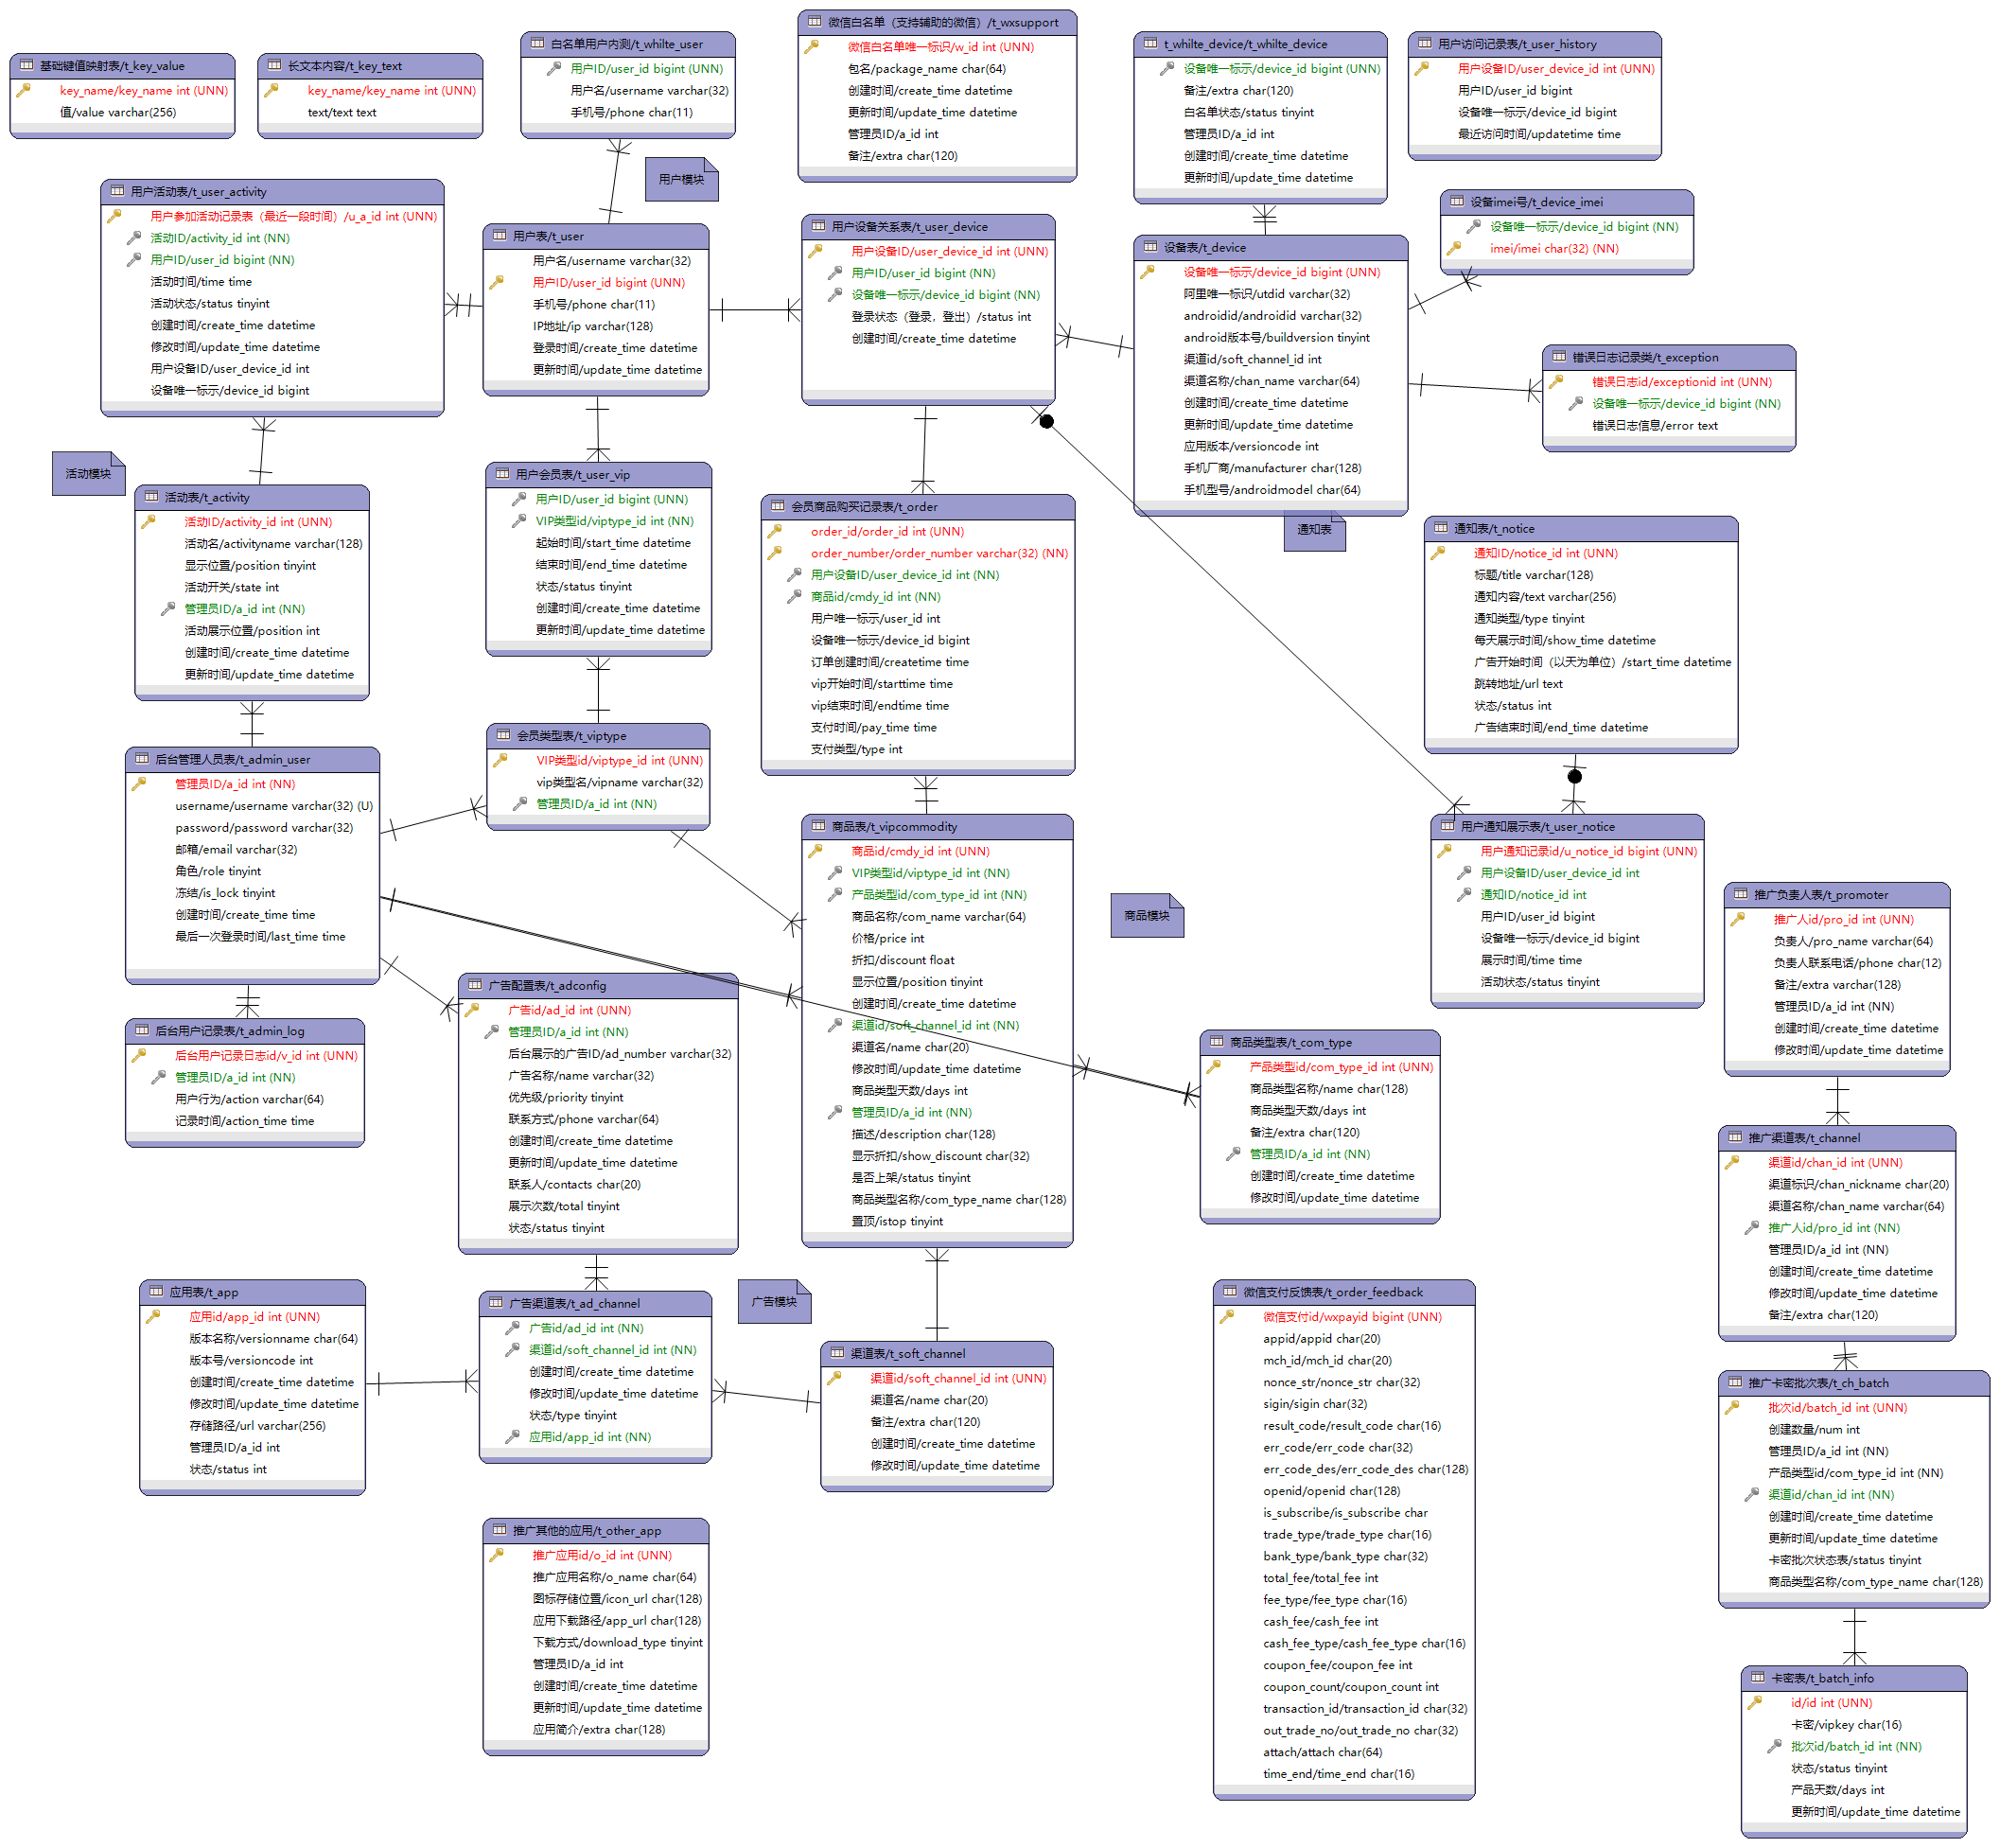 基础键值映射表/t_key_value
key_name/key_name int (UNN)
值/value varchar(256)
长文本内容/t_key_text
key_name/key_name int (UNN)
text/text text
白名单用户内测/t_whilte_user
用户ID/user_id bigint (UNN)
用户名/username varchar(32)
手机号/phone char(11)
用户模块
微信白名单（支持辅助的微信）/t_wxsupport
微信白名单唯一标识/w_id int (UNN)
包名/package_name char(64)
创建时间/create_time datetime
更新时间/update_time datetime
管理员ID/a_id int
备注/extra char(120)
t_whilte_device/t_whilte_device
设备唯一标示/device_id bigint (UNN)
备注/extra char(120)
白名单状态/status tinyint
管理员ID/a_id int
创建时间/create_time datetime
更新时间/update_time datetime
用户访问记录表/t_user_history
用户设备ID/user_device_id int (UNN)
用户ID/user_id bigint
设备唯一标示/device_id bigint
最近访问时间/updatetime time
用户活动表/t_user_activity
用户参加活动记录表（最近一段时间）/u_a_id int (UNN)
活动ID/activity_id int (NN)
用户ID/user_id bigint (NN)
活动时间/time time
活动状态/status tinyint
创建时间/create_time datetime
修改时间/update_time datetime
用户设备ID/user_device_id int
设备唯一标示/device_id bigint
用户表/t_user
用户名/username varchar(32)
用户ID/user_id bigint (UNN)
手机号/phone char(11)
IP地址/ip varchar(128)
登录时间/create_time datetime
更新时间/update_time datetime
用户设备关系表/t_user_device
用户设备ID/user_device_id int (UNN)
用户ID/user_id bigint (NN)
设备唯一标示/device_id bigint (NN)
登录状态（登录，登出）/status int
创建时间/create_time datetime
设备表/t_device
设备唯一标示/device_id bigint (UNN)
阿里唯一标识/utdid varchar(32)
androidid/androidid varchar(32)
android版本号/buildversion tinyint
渠道id/soft_channel_id int
渠道名称/chan_name varchar(64)
创建时间/create_time datetime
更新时间/update_time datetime
应用版本/versioncode int
手机厂商/manufacturer char(128)
手机型号/androidmodel char(64)
设备imei号/t_device_imei
设备唯一标示/device_id bigint (NN)
imei/imei char(32) (NN)
错误日志记录类/t_exception
错误日志id/exceptionid int (UNN)
设备唯一标示/device_id bigint (NN)
错误日志信息/error text
活动模块
活动表/t_activity
活动ID/activity_id int (UNN)
活动名/activityname varchar(128)
显示位置/position tinyint
活动开关/state int
管理员ID/a_id int (NN)
活动展示位置/position int
创建时间/create_time datetime
更新时间/update_time datetime
用户会员表/t_user_vip
用户ID/user_id bigint (UNN)
VIP类型id/viptype_id int (NN)
起始时间/start_time datetime
结束时间/end_time datetime
状态/status tinyint
创建时间/create_time datetime
更新时间/update_time datetime
会员商品购买记录表/t_order
order_id/order_id int (UNN)
order_number/order_number varchar(32) (NN)
用户设备ID/user_device_id int (NN)
商品id/cmdy_id int (NN)
用户唯一标示/user_id int
设备唯一标示/device_id bigint
订单创建时间/createtime time
vip开始时间/starttime time
vip结束时间/endtime time
支付时间/pay_time time
支付类型/type int
通知表
通知表/t_notice
通知ID/notice_id int (UNN)
标题/title varchar(128)
通知内容/text varchar(256)
通知类型/type tinyint
每天展示时间/show_time datetime
广告开始时间（以天为单位）/start_time datetime
跳转地址/url text
状态/status int
广告结束时间/end_time datetime
后台管理人员表/t_admin_user
管理员ID/a_id int (NN)
username/username varchar(32) (U)
password/password varchar(32)
邮箱/email varchar(32)
角色/role tinyint
冻结/is_lock tinyint
创建时间/create_time time
最后一次登录时间/last_time time
会员类型表/t_viptype
VIP类型id/viptype_id int (UNN)
vip类型名/vipname varchar(32)
管理员ID/a_id int (NN)
商品表/t_vipcommodity
商品id/cmdy_id int (UNN)
VIP类型id/viptype_id int (NN)
产品类型id/com_type_id int (NN)
商品名称/com_name varchar(64)
价格/price int
折扣/discount float
显示位置/position tinyint
创建时间/create_time datetime
渠道id/soft_channel_id int (NN)
渠道名/name char(20)
修改时间/update_time datetime
商品类型天数/days int
管理员ID/a_id int (NN)
描述/description char(128)
显示折扣/show_discount char(32)
是否上架/status tinyint
商品类型名称/com_type_name char(128)
置顶/istop tinyint
商品模块
用户通知展示表/t_user_notice
用户通知记录id/u_notice_id bigint (UNN)
用户设备ID/user_device_id int
通知ID/notice_id int
用户ID/user_id bigint
设备唯一标示/device_id bigint
展示时间/time time
活动状态/status tinyint
推广负责人表/t_promoter
推广人id/pro_id int (UNN)
负责人/pro_name varchar(64)
负责人联系电话/phone char(12)
备注/extra varchar(128)
管理员ID/a_id int (NN)
创建时间/create_time datetime
修改时间/update_time datetime
后台用户记录表/t_admin_log
后台用户记录日志id/v_id int (UNN)
管理员ID/a_id int (NN)
用户行为/action varchar(64)
记录时间/action_time time
广告配置表/t_adconfig
广告id/ad_id int (UNN)
管理员ID/a_id int (NN)
后台展示的广告ID/ad_number varchar(32)
广告名称/name varchar(32)
优先级/priority tinyint
联系方式/phone varchar(64)
创建时间/create_time datetime
更新时间/update_time datetime
联系人/contacts char(20)
展示次数/total tinyint
状态/status tinyint
商品类型表/t_com_type
产品类型id/com_type_id int (UNN)
商品类型名称/name char(128)
商品类型天数/days int
备注/extra char(120)
管理员ID/a_id int (NN)
创建时间/create_time datetime
修改时间/update_time datetime
推广渠道表/t_channel
渠道id/chan_id int (UNN)
渠道标识/chan_nickname char(20)
渠道名称/chan_name varchar(64)
推广人id/pro_id int (NN)
管理员ID/a_id int (NN)
创建时间/create_time datetime
修改时间/update_time datetime
备注/extra char(120)
应用表/t_app
应用id/app_id int (UNN)
版本名称/versionname char(64)
版本号/versioncode int
创建时间/create_time datetime
修改时间/update_time datetime
存储路径/url varchar(256)
管理员ID/a_id int
状态/status int
广告渠道表/t_ad_channel
广告id/ad_id int (NN)
渠道id/soft_channel_id int (NN)
创建时间/create_time datetime
修改时间/update_time datetime
状态/type tinyint
应用id/app_id int (NN)
广告模块
渠道表/t_soft_channel
渠道id/soft_channel_id int (UNN)
渠道名/name char(20)
备注/extra char(120)
创建时间/create_time datetime
修改时间/update_time datetime
微信支付反馈表/t_order_feedback
微信支付id/wxpayid bigint (UNN)
appid/appid char(20)
mch_id/mch_id char(20)
nonce_str/nonce_str char(32)
sigin/sigin char(32)
result_code/result_code char(16)
err_code/err_code char(32)
err_code_des/err_code_des char(128)
openid/openid char(128)
is_subscribe/is_subscribe char
trade_type/trade_type char(16)
bank_type/bank_type char(32)
total_fee/total_fee int
fee_type/fee_type char(16)
cash_fee/cash_fee int
cash_fee_type/cash_fee_type char(16)
coupon_fee/coupon_fee int
coupon_count/coupon_count int
transaction_id/transaction_id char(32)
out_trade_no/out_trade_no char(32)
attach/attach char(64)
time_end/time_end char(16)
推广卡密批次表/t_ch_batch
批次id/batch_id int (UNN)
创建数量/num int
管理员ID/a_id int (NN)
产品类型id/com_type_id int (NN)
渠道id/chan_id int (NN)
创建时间/create_time datetime
更新时间/update_time datetime
卡密批次状态表/status tinyint
商品类型名称/com_type_name char(128)
推广其他的应用/t_other_app
推广应用id/o_id int (UNN)
推广应用名称/o_name char(64)
图标存储位置/icon_url char(128)
应用下载路径/app_url char(128)
下载方式/download_type tinyint
管理员ID/a_id int
创建时间/create_time datetime
更新时间/update_time datetime
应用简介/extra char(128)
卡密表/t_batch_info
id/id int (UNN)
卡密/vipkey char(16)
批次id/batch_id int (NN)
状态/status tinyint
产品天数/days int
更新时间/update_time datetime